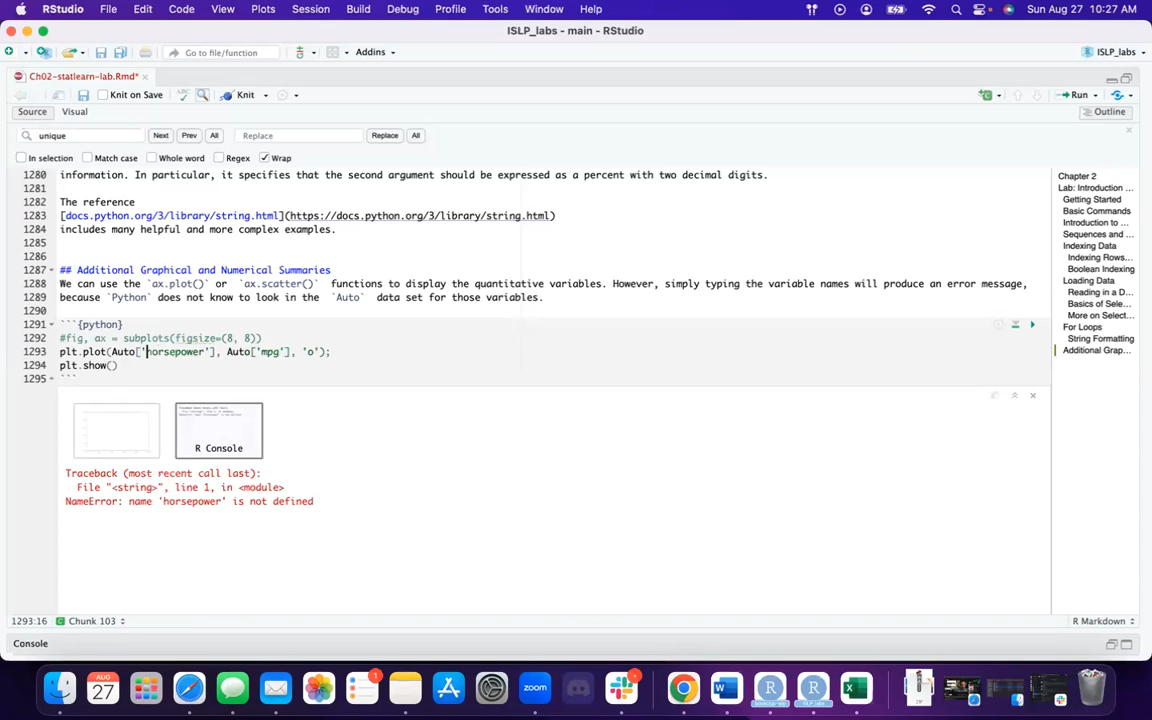 RStudio File Edit Code View Plots Session Build Debug Profile Tools Window Help Sun Aug 27 10:27 AM
ISLP_labs - main - RStudio
Go to file/function Addins ISLP_labs
Ch02-statlearn-lab.Rmd*
Knit on Save ABC Knit Run
Source Visual Outline
unique Next Prev All Replace Replace All
In selection Match case Whole word Regex Wrap
1280 information. In particular, it specifies that the second argument should be expressed as a percent with two decimal digits.
1281
1282 The reference
1283 [docs.python.org/3/library/string.html](https://docs.python.org/3/library/string.html)
1284 includes many helpful and more complex examples.
1285
1286
1287 ## Additional Graphical and Numerical Summaries
1288 We can use the `ax.plot()` or `ax.scatter()` functions to display the quantitative variables. However, simply typing the variable names will produce an error message,
1289 because `Python` does not know to look in the `Auto` data set for those variables.
1290
1291 ```{python}
1292 #fig, ax = subplots(figsize=(8, 8))
1293 plt.plot(Auto['horsepower'], Auto['mpg'], 'o');
1294 plt.show()
1295 ```
R Console
Traceback (most recent call last):
File "<string>", line 1, in <module>
NameError: name 'horsepower' is not defined
Chapter 2
Lab: Introduction ...
Getting Started
Basic Commands
Introduction to ...
Sequences and ...
Indexing Data
Indexing Rows...
Boolean Indexing
Loading Data
Reading in a D...
Basics of Sele...
More on Select...
For Loops
String Formatting
Additional Grap...
1293:16 Chunk 103 R Markdown
Console
AUG
27
1
zoom
W
R
bootcamp
R
ISLP_labs
X
ZIP